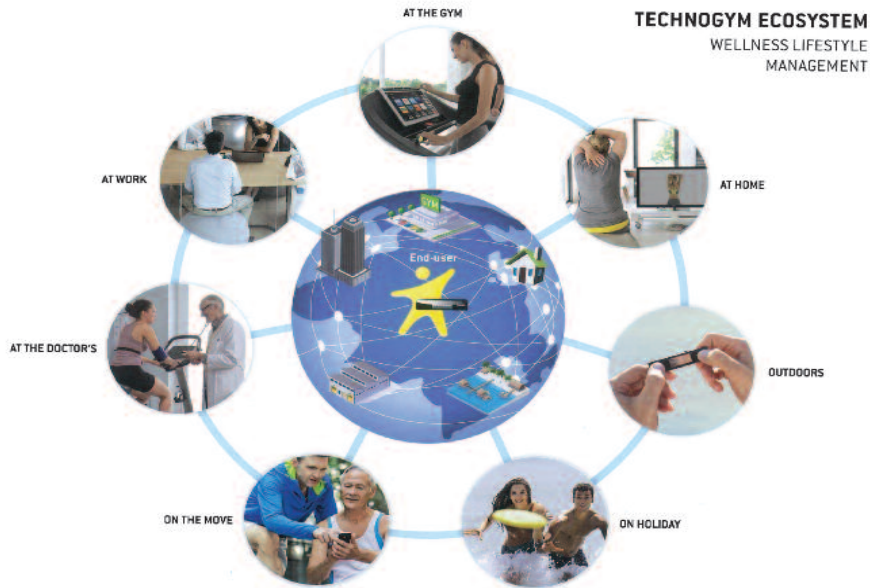 AT THE GYM
TECHNOGYM ECOSYSTEM
WELLNESS LIFESTYLE
MANAGEMENT
AT WORK
AT HOME
GYM
End-user
AT THE DOCTOR'S
OUTDOORS
ON THE MOVE
ON HOLIDAY